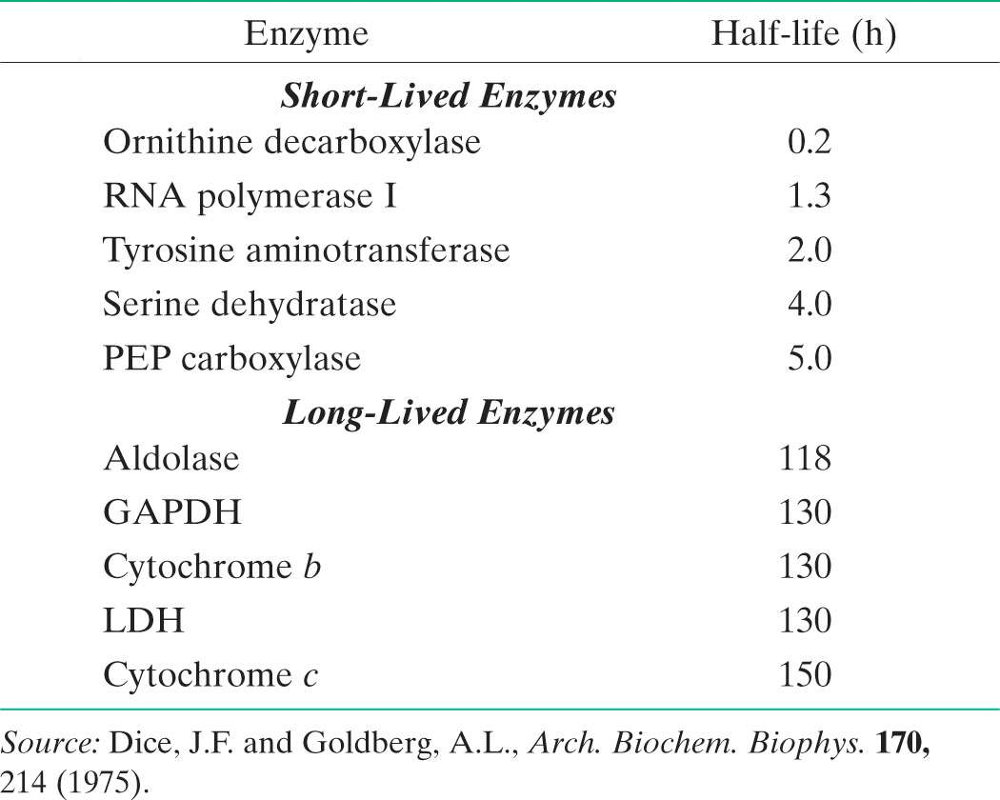 Enzyme Half-life (h)
Short-Lived Enzymes
Ornithine decarboxylase 0.2
RNA polymerase I 1.3
Tyrosine aminotransferase 2.0
Serine dehydratase 4.0
PEP carboxylase 5.0
Long-Lived Enzymes
Aldolase 118
GAPDH 130
Cytochrome b 130
LDH 130
Cytochrome c 150
Source: Dice, J.F. and Goldberg, A.L., Arch. Biochem. Biophys. 170,
214 (1975).